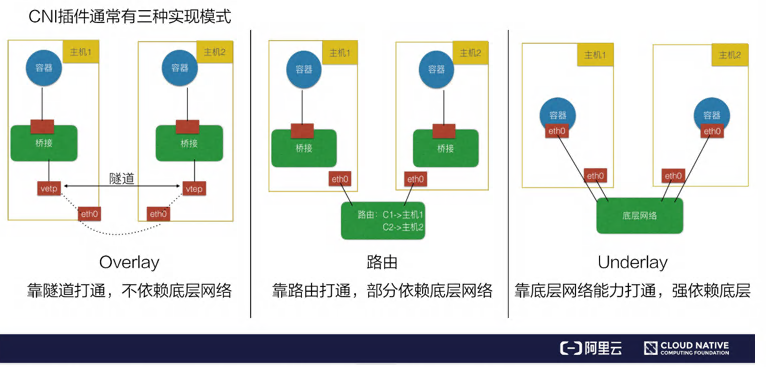 CNI插件通常有三种实现模式
主机1
容器
桥接
vetp
eth0
主机2
容器
桥接
vtep
eth0
隧道
Overlay
靠隧道打通，不依赖底层网络
主机1
容器
桥接
eth0
主机2
容器
桥接
eth0
路由：C1->主机1
C2->主机2
路由
靠路由打通，部分依赖底层网络
主机1
容器
eth0
eth0
主机2
容器
eth0
eth0
底层网络
Underlay
靠底层网络能力打通，强依赖底层
阿里云
CLOUD NATIVE
COMPUTING FOUNDATION